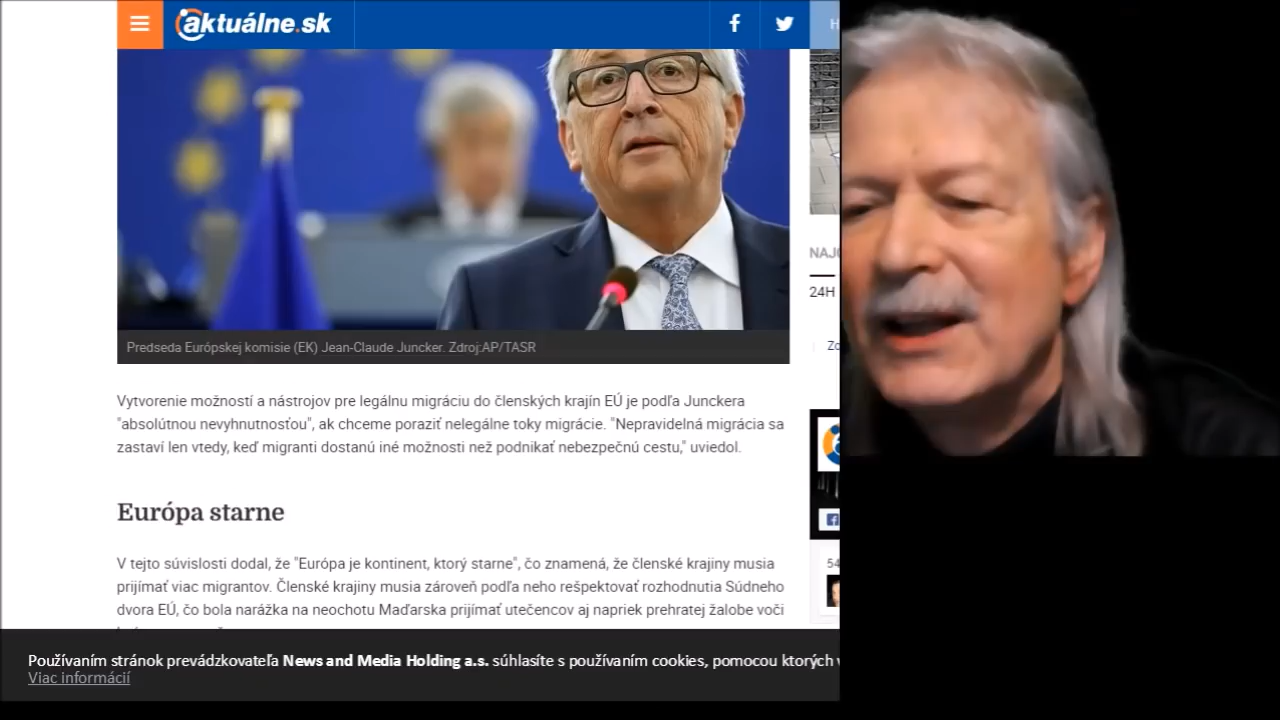 aktuálne.sk
H
Predseda Európskej komisie (EK) Jean-Claude Juncker. Zdroj:AP/TASR
NAJ
24H
Vytvorenie možností a nástrojov pre legálnu migráciu do členských krajín EÚ je podľa Junckera
"absolútnou nevyhnutnosťou", ak chceme poraziť nelegálne toky migrácie. "Nepravidelná migrácia sa
zastaví len vtedy, keď migranti dostanú iné možnosti než podnikať nebezpečnú cestu," uviedol.
Európa starne
V tejto súvislosti dodal, že "Európa je kontinent, ktorý starne", čo znamená, že členské krajiny musia
prijímať viac migrantov. Členské krajiny musia zároveň podľa neho rešpektovať rozhodnutia Súdneho
dvora EÚ, čo bola narážka na neochotu Maďarska prijímať utečencov aj napriek prehratej žalobe voči
54
Používaním stránok prevádzkovateľa News and Media Holding a.s. súhlasíte s používaním cookies, pomocou ktorých
Viac informácií